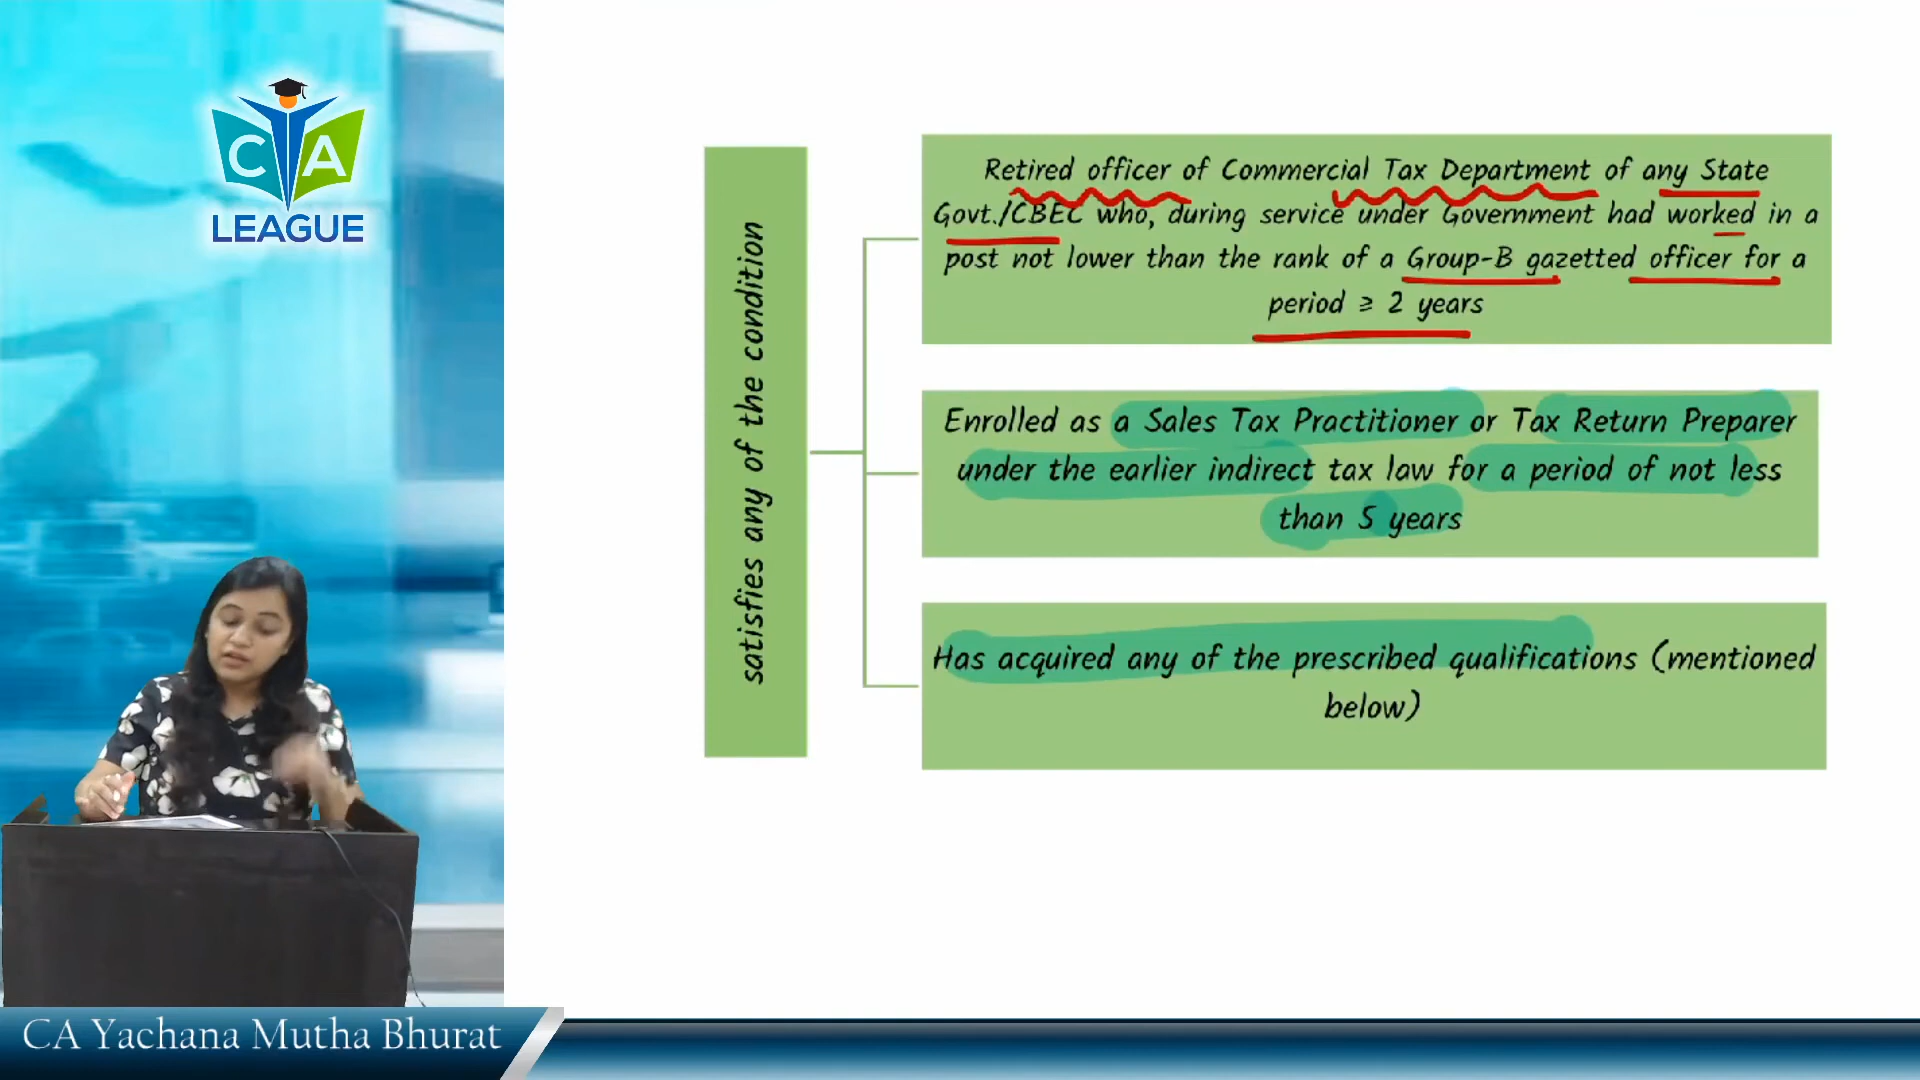 CA
LEAGUE
satisfies any of the condition
Retired officer of Commercial Tax Department of any State
Govt./CBEC who, during service under Government had worked in a
post not lower than the rank of a Group-B gazetted officer for a
period ≥ 2 years
Enrolled as a Sales Tax Practitioner or Tax Return Preparer
under the earlier indirect tax law for a period of not less
than 5 years
Has acquired any of the prescribed qualifications (mentioned
below)
CA Yachana Mutha Bhurat